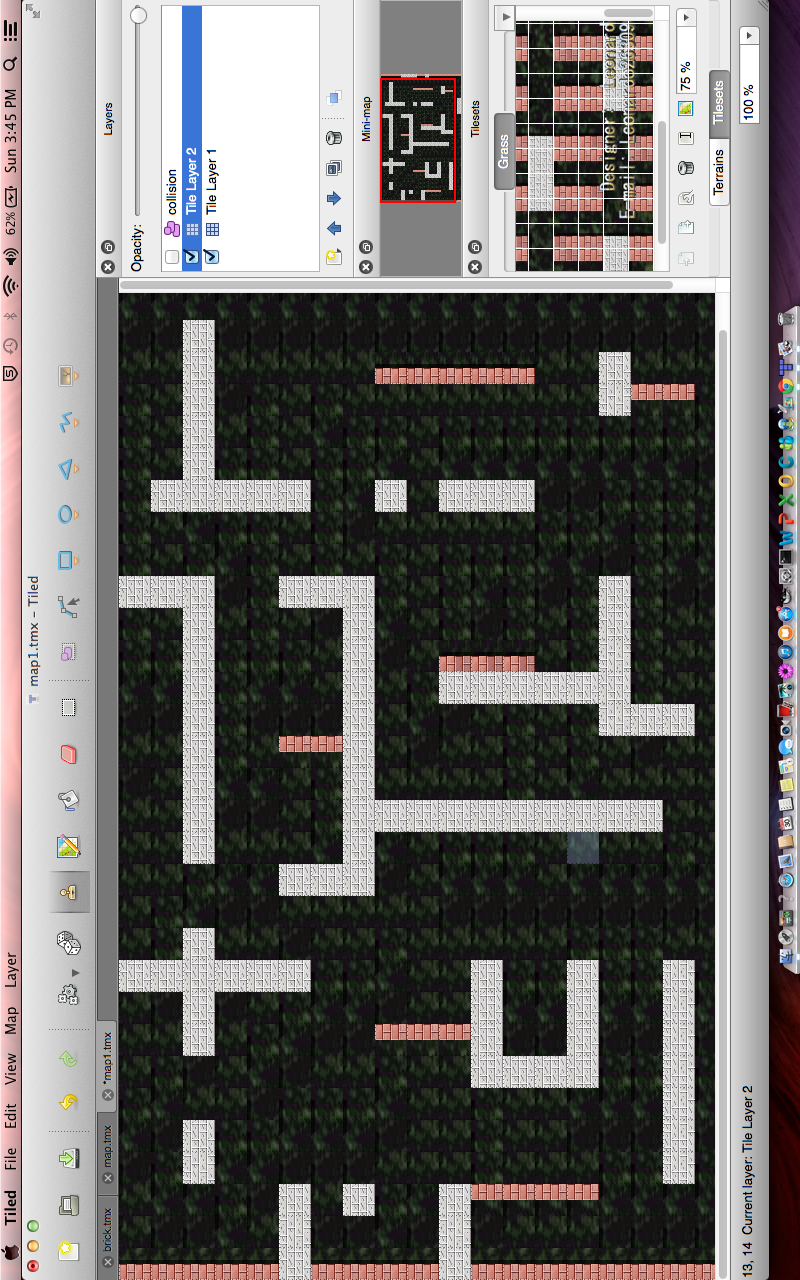 Tiled File Edit View Map Layer
62% Sun 3:45 PM
map1.tmx – Tiled
brick.tmx map.tmx *map1.tmx
Layers
Opacity:
collision
Tile Layer 2
Tile Layer 1
Mini-map
Tilesets
Grass
Designer : Leonard
E-mail:
75 %
Terrains Tilesets
13, 14 Current layer: Tile Layer 2
100 %